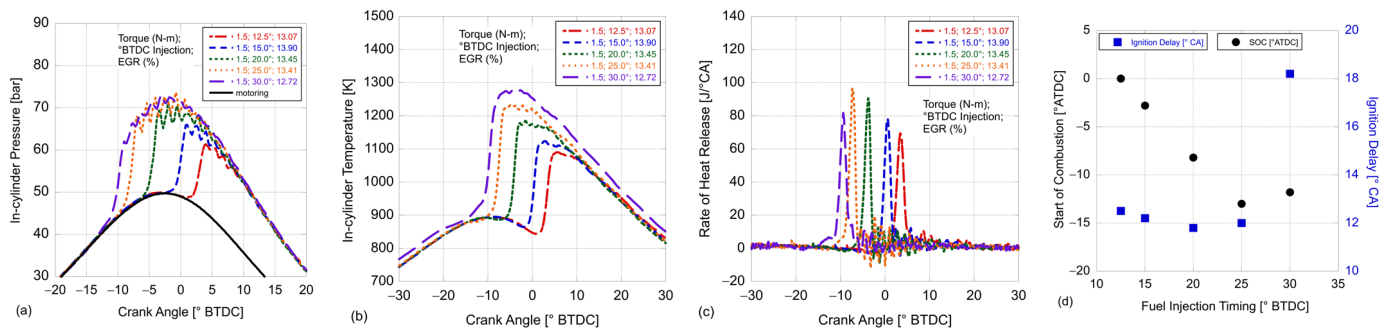 90
80
70
60
50
40
30
In-cylinder Pressure [bar]
Torque (N-m);
°BTDC Injection;
EGR (%)
1.5; 12.5°; 13.07
1.5; 15.0°; 13.90
1.5; 20.0°; 13.45
1.5; 25.0°; 13.41
1.5; 30.0°; 12.72
motoring
−20 −15 −10 −5 0 5 10 15 20
(a)
Crank Angle [° BTDC]
1500
1400
1300
1200
1100
1000
900
800
700
In-cylinder Temperature [K]
Torque (N-m);
°BTDC Injection;
EGR (%)
1.5; 12.5°; 13.07
1.5; 15.0°; 13.90
1.5; 20.0°; 13.45
1.5; 25.0°; 13.41
1.5; 30.0°; 12.72
−30 −20 −10 0 10 20 30
(b)
Crank Angle [° BTDC]
140
120
100
80
60
40
20
0
−20
Rate of Heat Release [J/°CA]
1.5; 12.5°; 13.07
1.5; 15.0°; 13.90
1.5; 20.0°; 13.45
1.5; 25.0°; 13.41
1.5; 30.0°; 12.72
Torque (N-m);
°BTDC Injection;
EGR (%)
−30 −20 −10 0 10 20 30
(c)
Crank Angle [° BTDC]
5
0
−5
−10
−15
−20
Start of Combustion [° ATDC]
Ignition Delay [° CA]
SOC [°ATDC]
20
18
16
14
12
10
Ignition Delay [° CA]
10 15 20 25 30 35
(d)
Fuel Injection Timing [° BTDC]